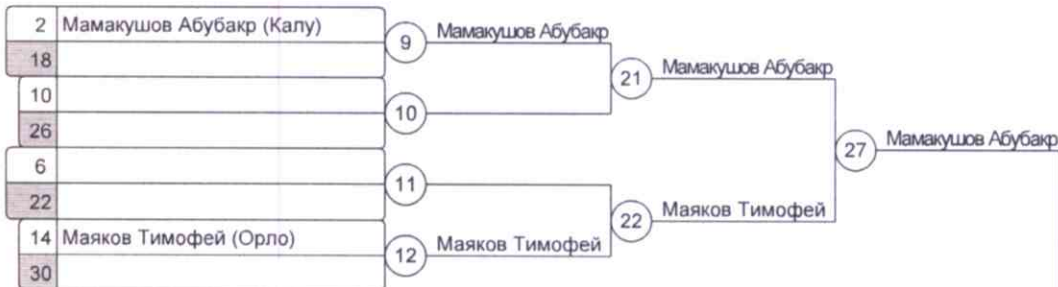 2 Мамакушов Абубакр (Калу)
18
9 Мамакушов Абубакр
21 Мамакушов Абубакр
10
26
10
27 Мамакушов Абубакр
6
22
11
22 Маяков Тимофей
14 Маяков Тимофей (Орло)
30
12 Маяков Тимофей